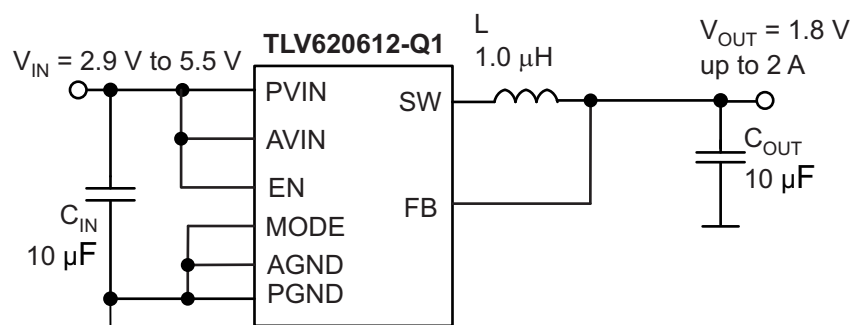 TLV620612-Q1
V_IN = 2.9 V to 5.5 V
L
1.0 μH
V_OUT = 1.8 V
up to 2 A
PVIN
SW
AVIN
EN
FB
MODE
AGND
PGND
C_IN
10 μF
C_OUT
10 μF